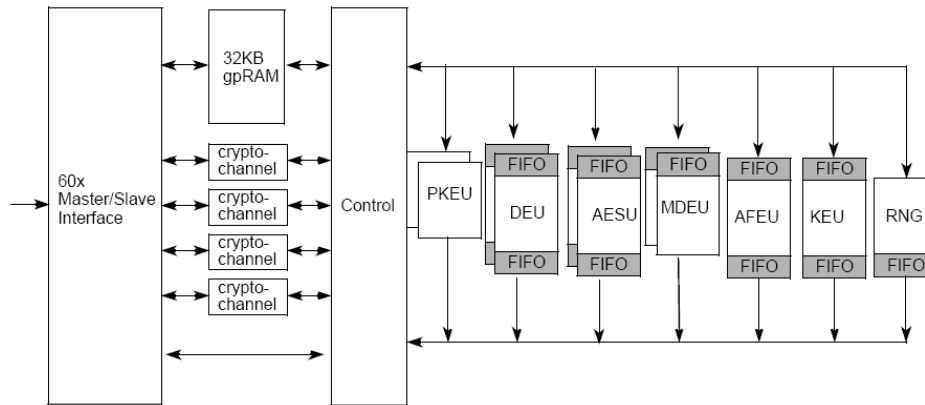 32KB
gpRAM
crypto-
channel
crypto-
channel
crypto-
channel
crypto-
channel
60x
Master/Slave
Interface
Control
PKEU
FIFO
DEU
FIFO
FIFO
AESU
FIFO
FIFO
MDEU
FIFO
AFEU
FIFO
FIFO
KEU
FIFO
RNG
FIFO